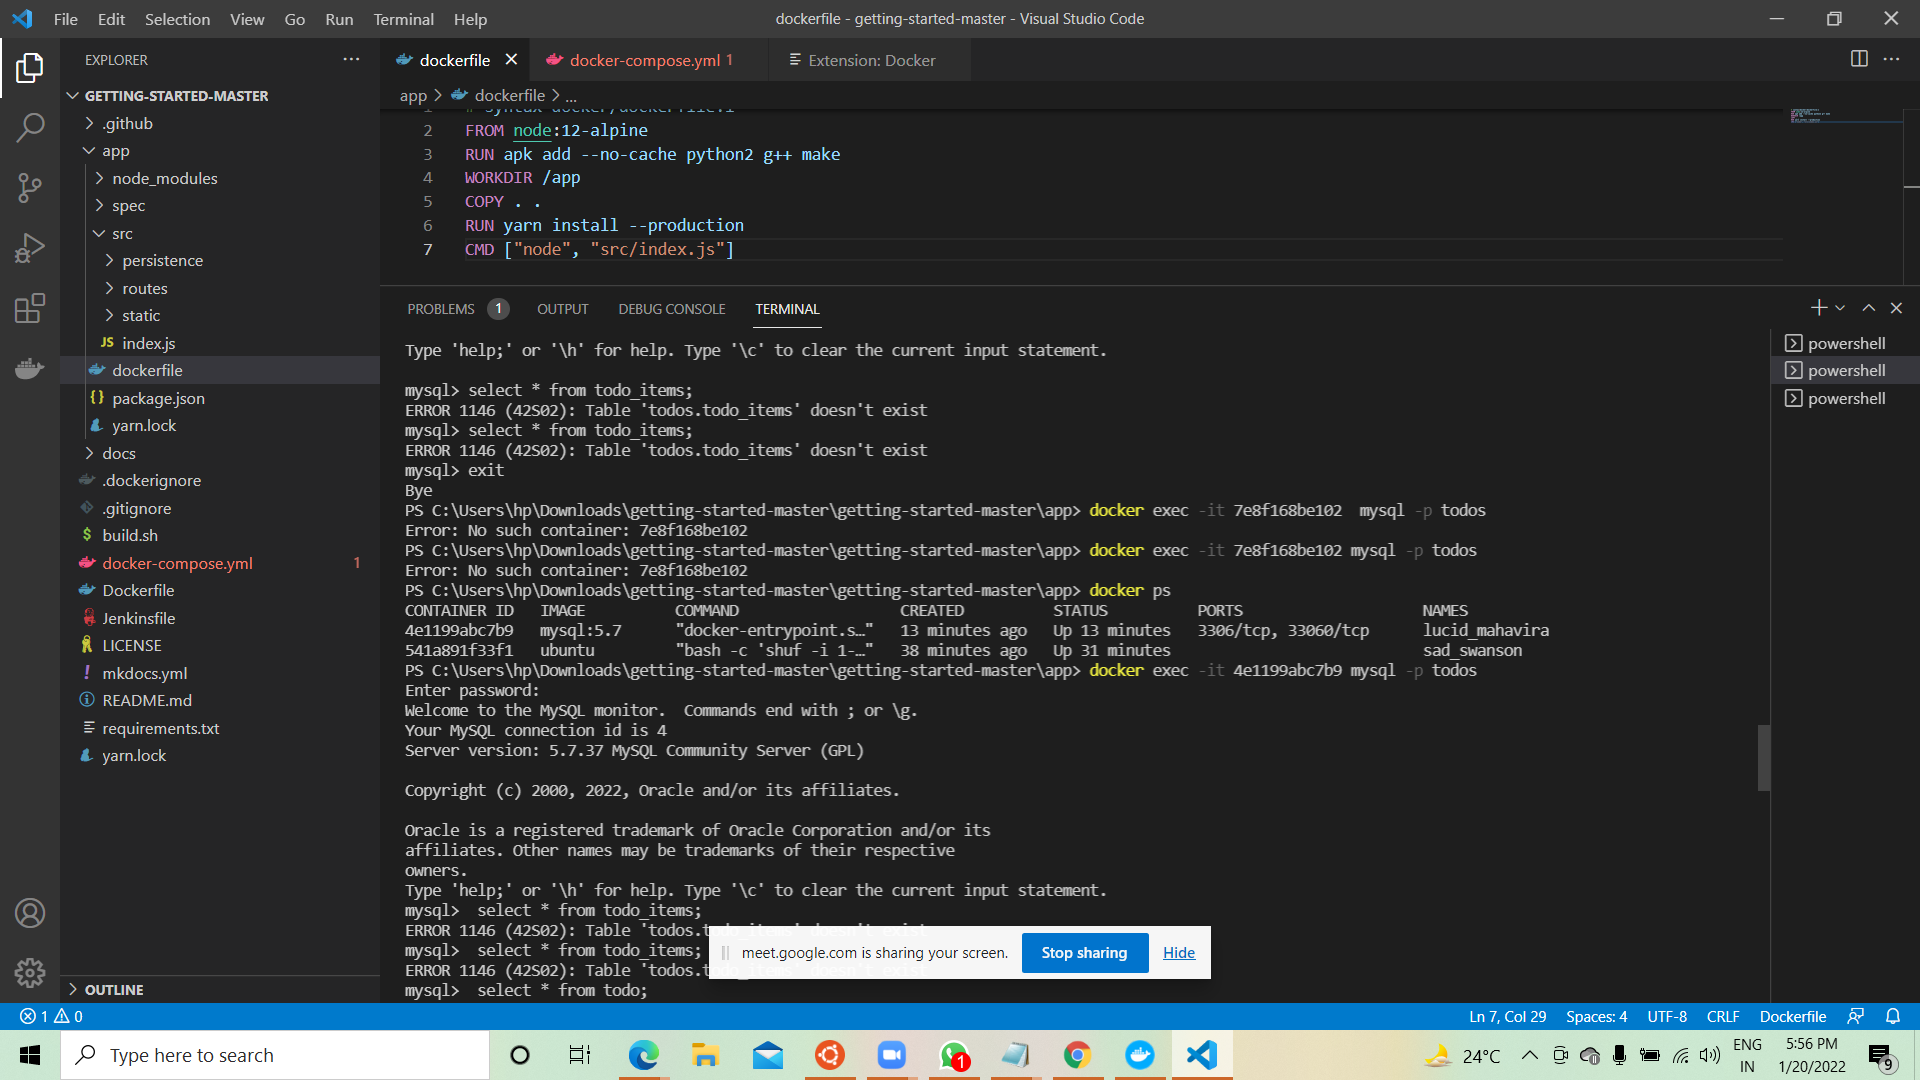 File Edit Selection View Go Run Terminal Help
dockerfile - getting-started-master - Visual Studio Code
EXPLORER
GETTING-STARTED-MASTER
.github
app
node_modules
spec
src
persistence
routes
static
JS index.js
dockerfile
{} package.json
yarn.lock
docs
.dockerignore
.gitignore
$ build.sh
docker-compose.yml 1
Dockerfile
Jenkinsfile
LICENSE
! mkdocs.yml
README.md
requirements.txt
yarn.lock
OUTLINE
dockerfile
docker-compose.yml 1
Extension: Docker
app > dockerfile > ...
2 FROM node:12-alpine
3 RUN apk add --no-cache python2 g++ make
4 WORKDIR /app
5 COPY . .
6 RUN yarn install --production
7 CMD ["node", "src/index.js"]
PROBLEMS 1 OUTPUT DEBUG CONSOLE TERMINAL
powershell
powershell
powershell
Type 'help;' or '\h' for help. Type '\c' to clear the current input statement.
mysql> select * from todo_items;
ERROR 1146 (42S02): Table 'todos.todo_items' doesn't exist
mysql> select * from todo_items;
ERROR 1146 (42S02): Table 'todos.todo_items' doesn't exist
mysql> exit
Bye
PS C:\Users\hp\Downloads\getting-started-master\getting-started-master\app> docker exec -it 7e8f168be102  mysql -p todos
Error: No such container: 7e8f168be102
PS C:\Users\hp\Downloads\getting-started-master\getting-started-master\app> docker exec -it 7e8f168be102 mysql -p todos
Error: No such container: 7e8f168be102
PS C:\Users\hp\Downloads\getting-started-master\getting-started-master\app> docker ps
CONTAINER ID   IMAGE   COMMAND   CREATED   STATUS   PORTS   NAMES
4e1199abc7b9   mysql:5.7   "docker-entrypoint.s…"   13 minutes ago   Up 13 minutes   3306/tcp, 33060/tcp   lucid_mahavira
541a891f33f1   ubuntu   "bash -c 'shuf -i 1-…"   38 minutes ago   Up 31 minutes   sad_swanson
PS C:\Users\hp\Downloads\getting-started-master\getting-started-master\app> docker exec -it 4e1199abc7b9 mysql -p todos
Enter password:
Welcome to the MySQL monitor.  Commands end with ; or \g.
Your MySQL connection id is 4
Server version: 5.7.37 MySQL Community Server (GPL)
Copyright (c) 2000, 2022, Oracle and/or its affiliates.
Oracle is a registered trademark of Oracle Corporation and/or its
affiliates. Other names may be trademarks of their respective
owners.
Type 'help;' or '\h' for help. Type '\c' to clear the current input statement.
mysql>  select * from todo_items;
ERROR 1146 (42S02): Table 'todos.todo_items' doesn't exist
mysql>  select * from todo_items;
ERROR 1146 (42S02): Table 'todos.todo_items' doesn't exist
mysql>  select * from todo;
meet.google.com is sharing your screen. Stop sharing Hide
1 0
Ln 7, Col 29 Spaces: 4 UTF-8 CRLF Dockerfile
Type here to search
1
24°C
ENG
IN
5:56 PM
1/20/2022
9